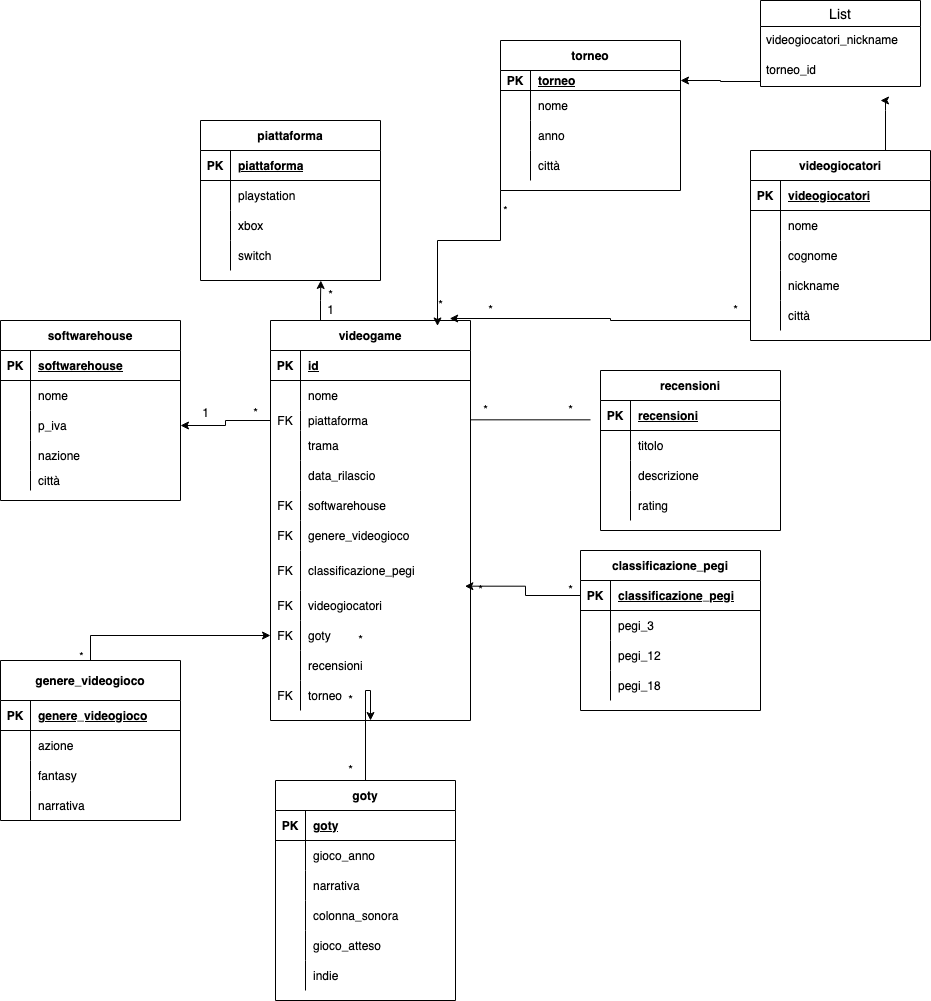 List
videogiocatori_nickname
torneo_id
torneo
PK torneo
nome
anno
città
*
piattaforma
PK piattaforma
playstation
xbox
switch
*
1
videogiocatori
PK videogiocatori
nome
cognome
nickname
città
*
*
*
softwarehouse
PK softwarehouse
nome
p_iva
nazione
città
1
*
videogame
PK id
nome
FK piattaforma
trama
data_rilascio
FK softwarehouse
FK genere_videogioco
FK classificazione_pegi
FK videogiocatori
FK goty *
recensioni
FK torneo *
*
*
recensioni
PK recensioni
titolo
descrizione
rating
*
*
classificazione_pegi
PK classificazione_pegi
pegi_3
pegi_12
pegi_18
*
genere_videogioco
PK genere_videogioco
azione
fantasy
narrativa
*
goty
PK goty
gioco_anno
narrativa
colonna_sonora
gioco_atteso
indie